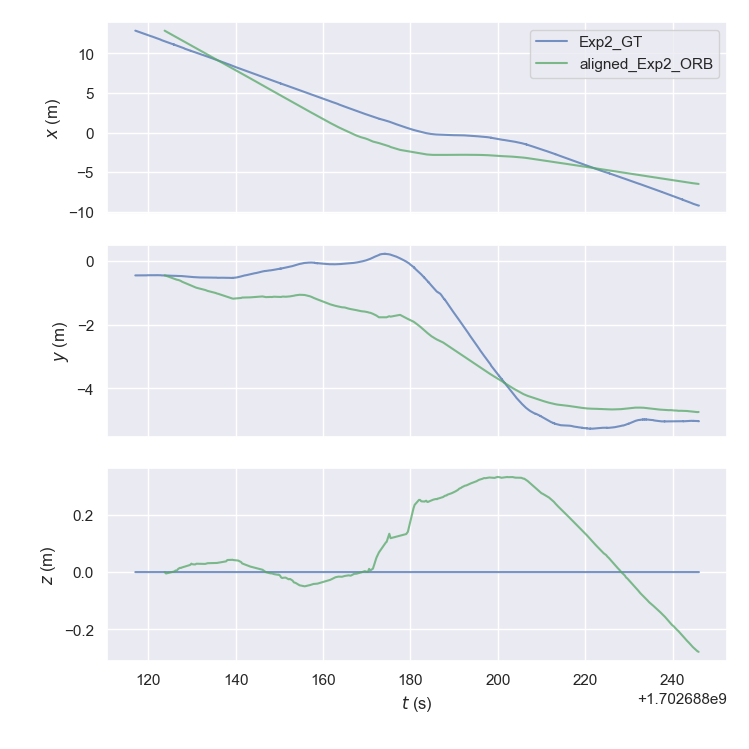 10
5
0
−5
−10
x (m)
Exp2_GT
aligned_Exp2_ORB
0
−2
−4
y (m)
0.2
0.0
−0.2
z (m)
120 140 160 180 200 220 240
+1.702688e9
t (s)